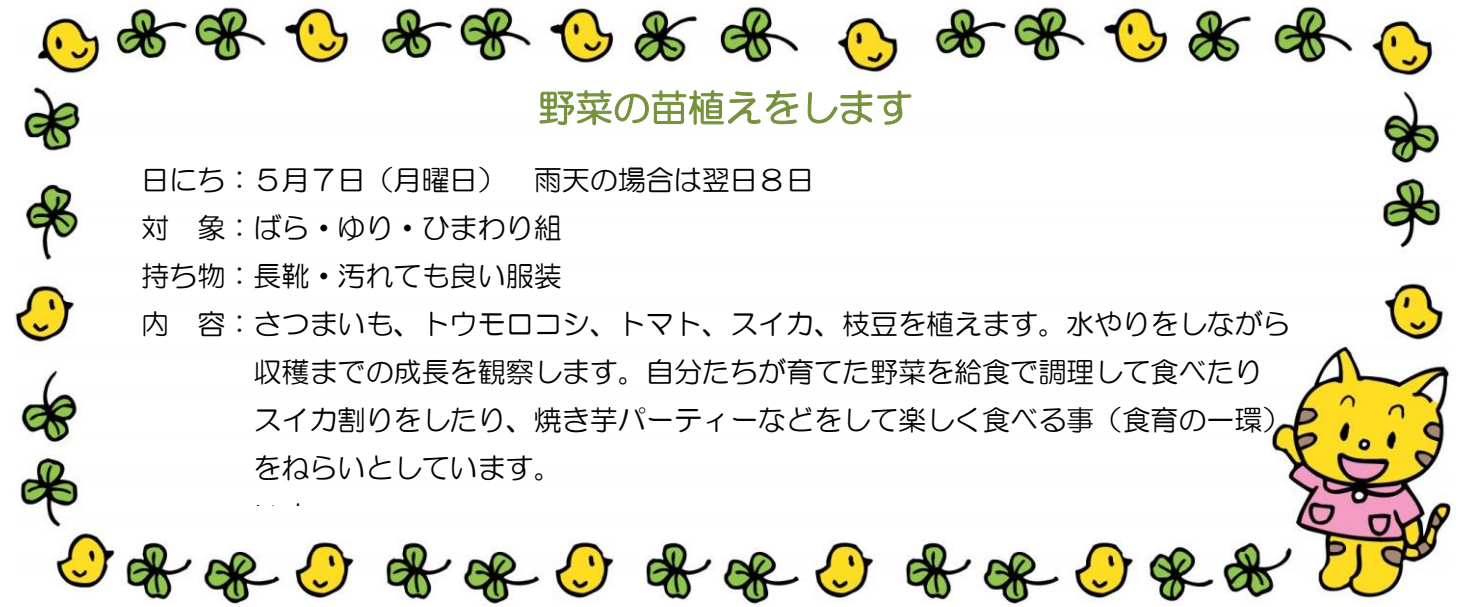 野菜の苗植えをします
日にち：５月７日（月曜日）　雨天の場合は翌日８日
対　象：ばら・ゆり・ひまわり組
持ち物：長靴・汚れても良い服装
内　容：さつまいも、トウモロコシ、トマト、スイカ、枝豆を植えます。水やりをしながら
収穫までの成長を観察します。自分たちが育てた野菜を給食で調理して食べたり
スイカ割りをしたり、焼き芋パーティーなどをして楽しく食べる事（食育の一環）
をねらいとしています。